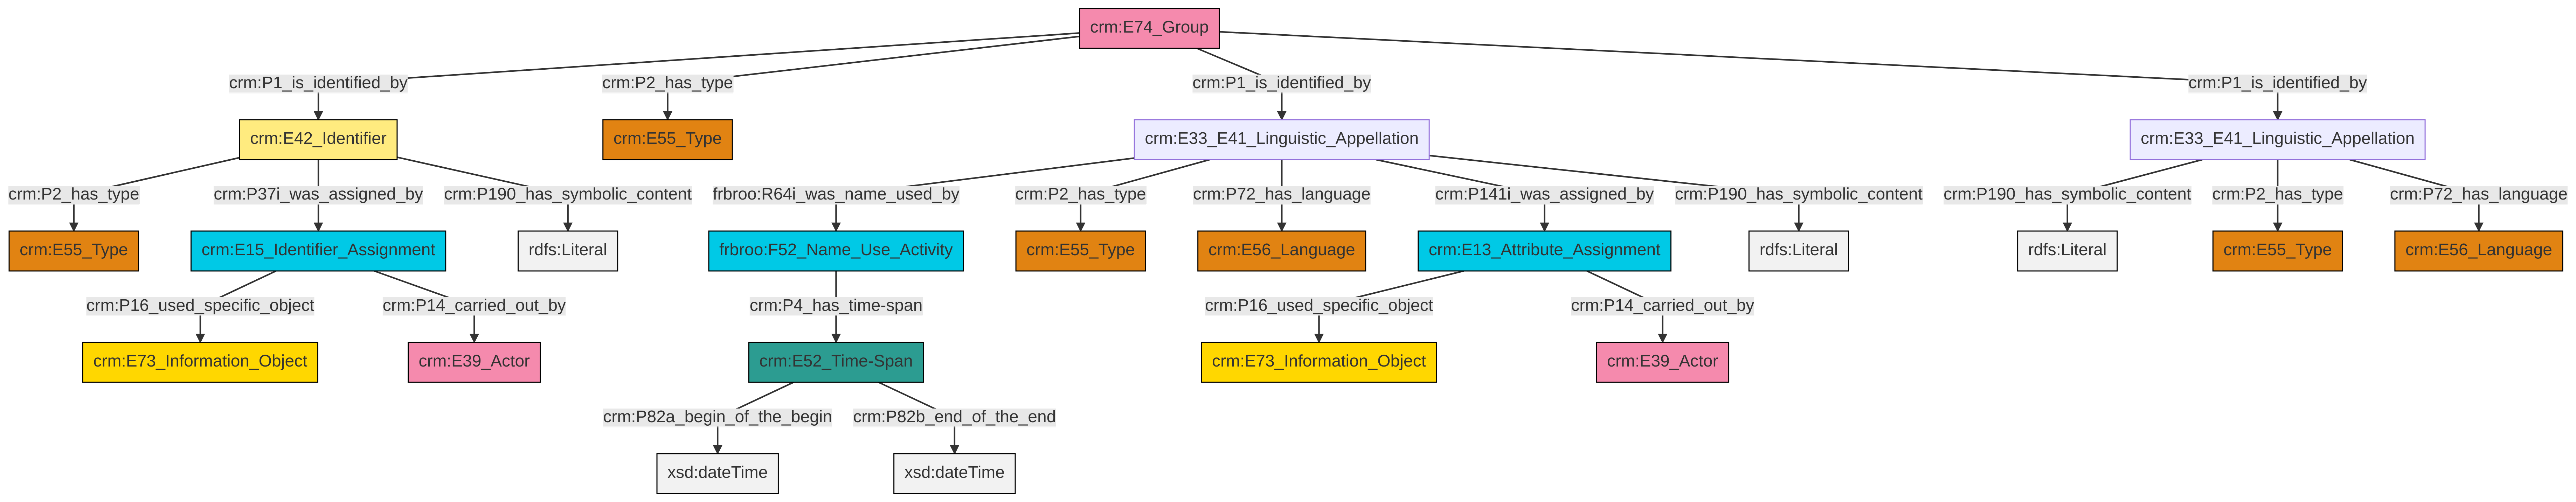 crm:E74_Group
crm:P1_is_identified_by
crm:P2_has_type
crm:P1_is_identified_by
crm:P1_is_identified_by
crm:E42_Identifier
crm:E55_Type
crm:E33_E41_Linguistic_Appellation
crm:E33_E41_Linguistic_Appellation
crm:P2_has_type
crm:P37i_was_assigned_by
crm:P190_has_symbolic_content
frbroo:R64i_was_name_used_by
crm:P2_has_type
crm:P72_has_language
crm:P141i_was_assigned_by
crm:P190_has_symbolic_content
crm:P190_has_symbolic_content
crm:P2_has_type
crm:P72_has_language
crm:E55_Type
crm:E15_Identifier_Assignment
rdfs:Literal
frbroo:F52_Name_Use_Activity
crm:E55_Type
crm:E56_Language
crm:E13_Attribute_Assignment
rdfs:Literal
rdfs:Literal
crm:E55_Type
crm:E56_Language
crm:P16_used_specific_object
crm:P14_carried_out_by
crm:P4_has_time-span
crm:P16_used_specific_object
crm:P14_carried_out_by
crm:E73_Information_Object
crm:E39_Actor
crm:E52_Time-Span
crm:E73_Information_Object
crm:E39_Actor
crm:P82a_begin_of_the_begin
crm:P82b_end_of_the_end
xsd:dateTime
xsd:dateTime